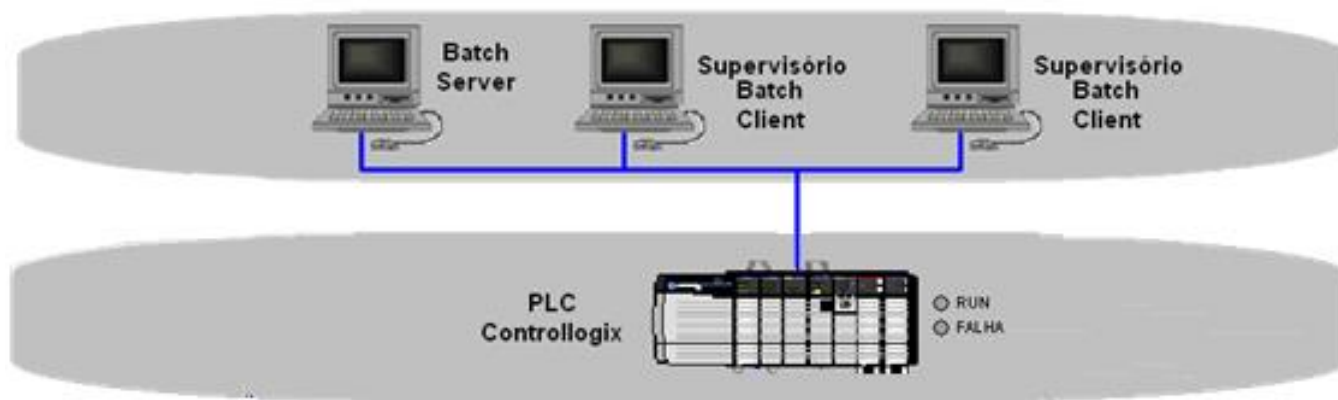 Batch
Server
Supervisório
Batch
Client
Supervisório
Batch
Client
PLC
Controllogix
RUN
FALHA